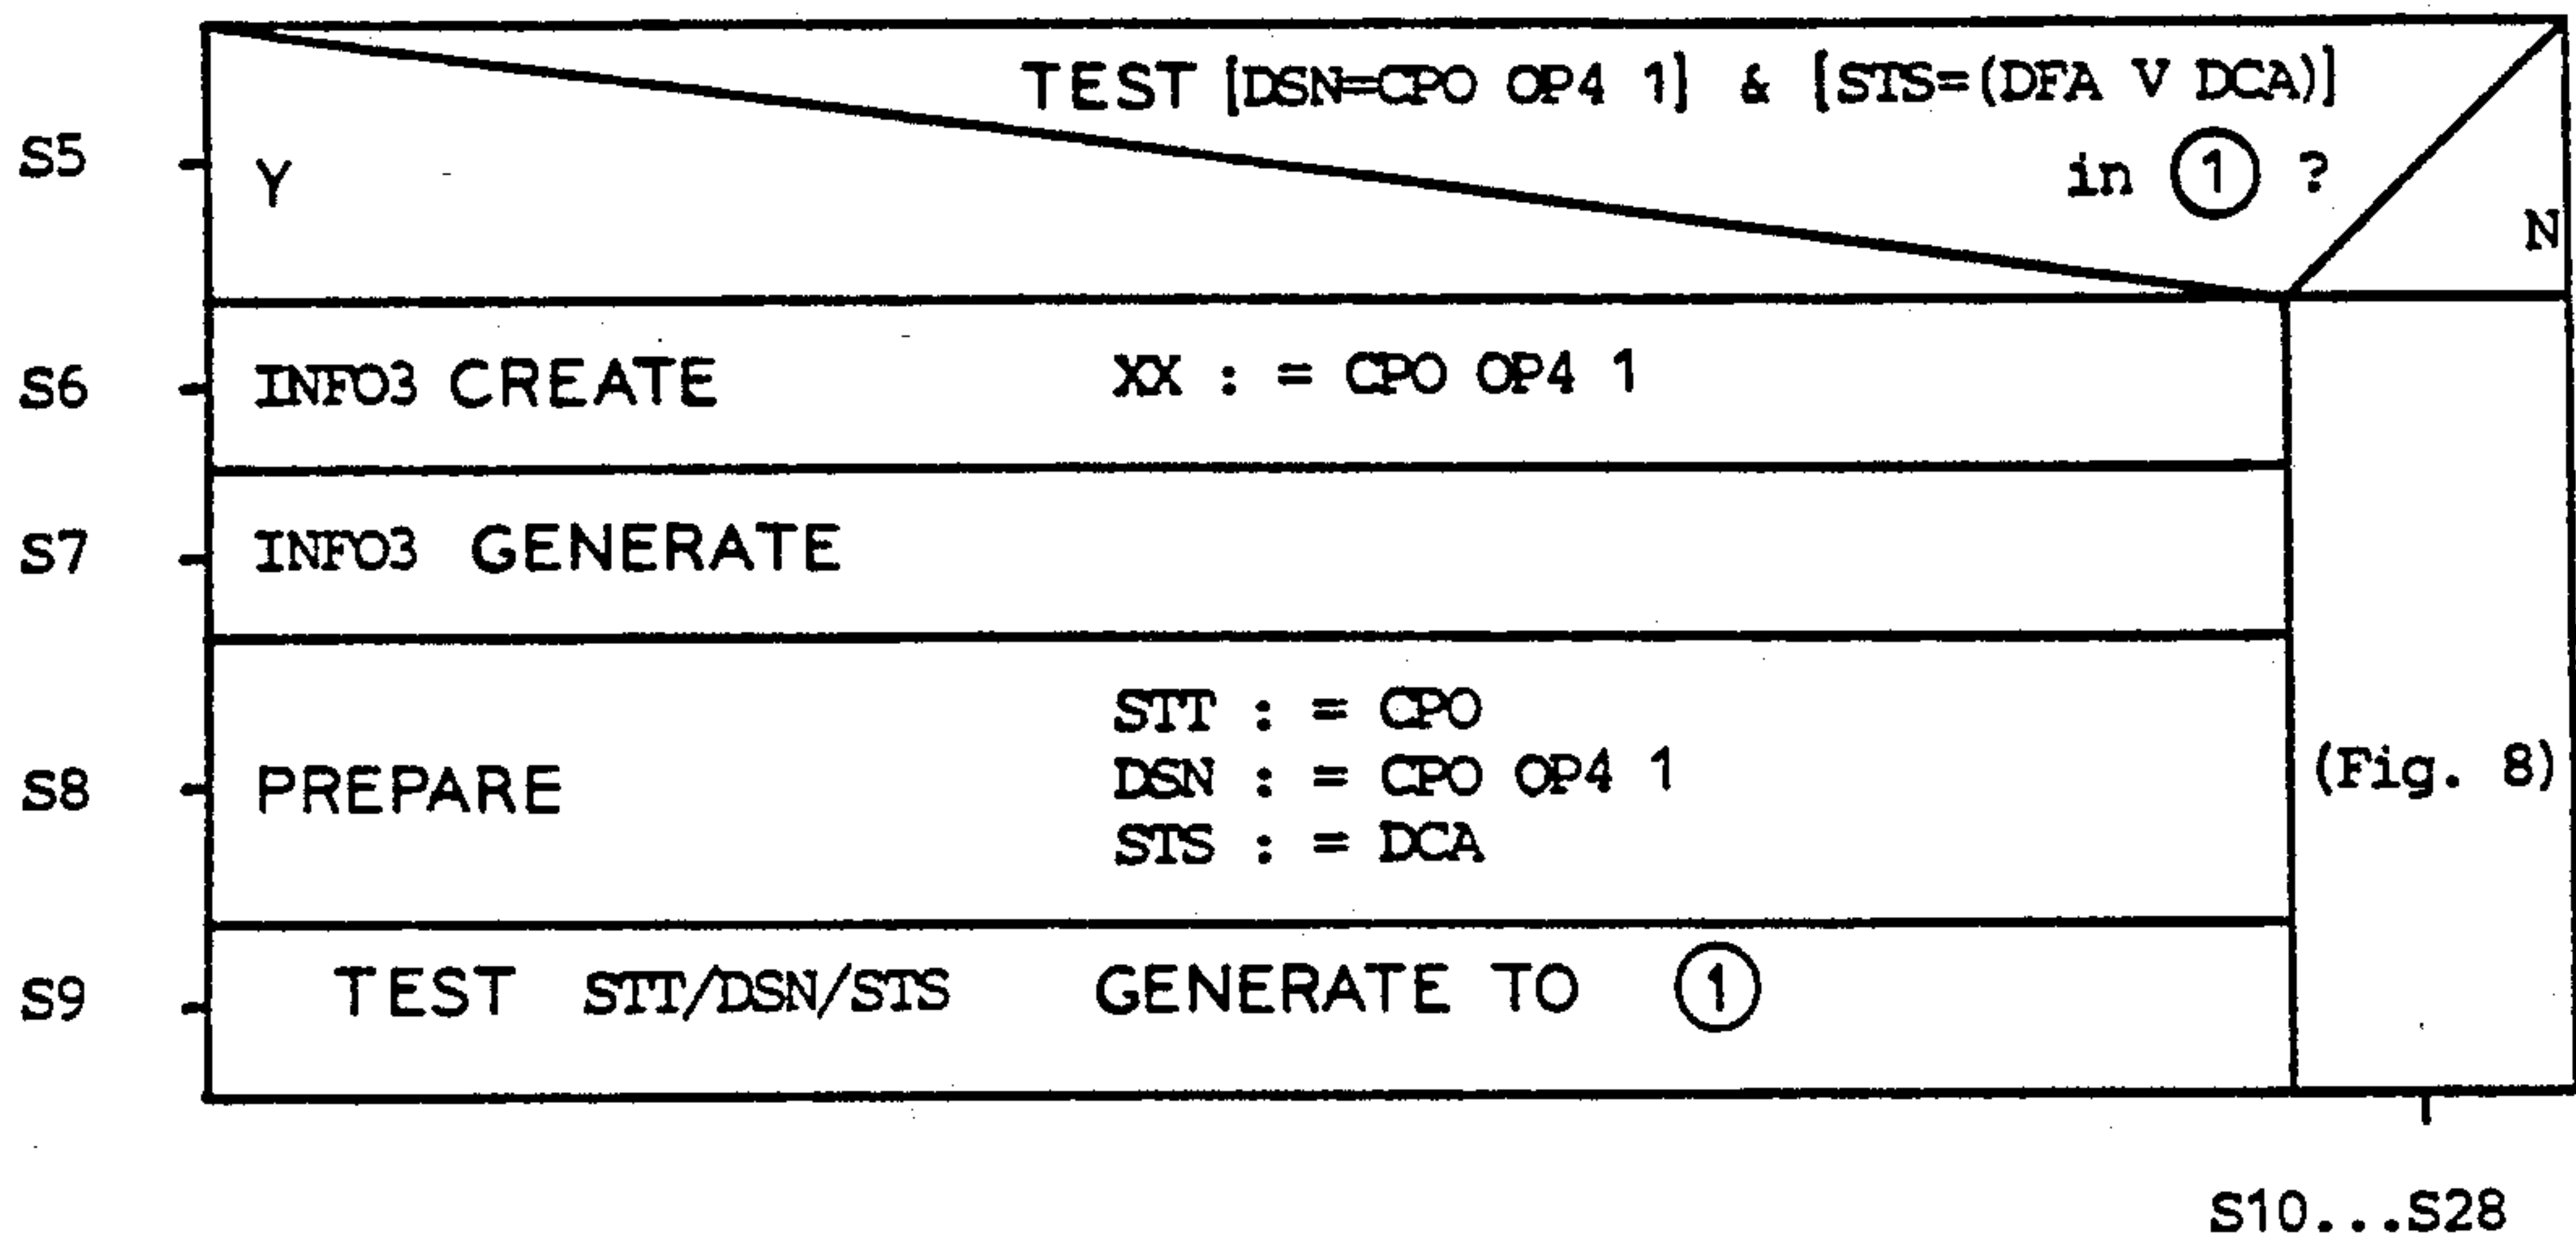 TEST [DSN=CPO OP4 1] & [STS=(DFA V DCA)]
S5 Y in ① ? N
S6 INFO3 CREATE XX : = CPO OP4 1
S7 INFO3 GENERATE
STT : = CPO
S8 PREPARE DSN : = CPO OP4 1 (Fig. 8)
STS : = DCA
S9 TEST STT/DSN/STS GENERATE TO ①
S10...S28